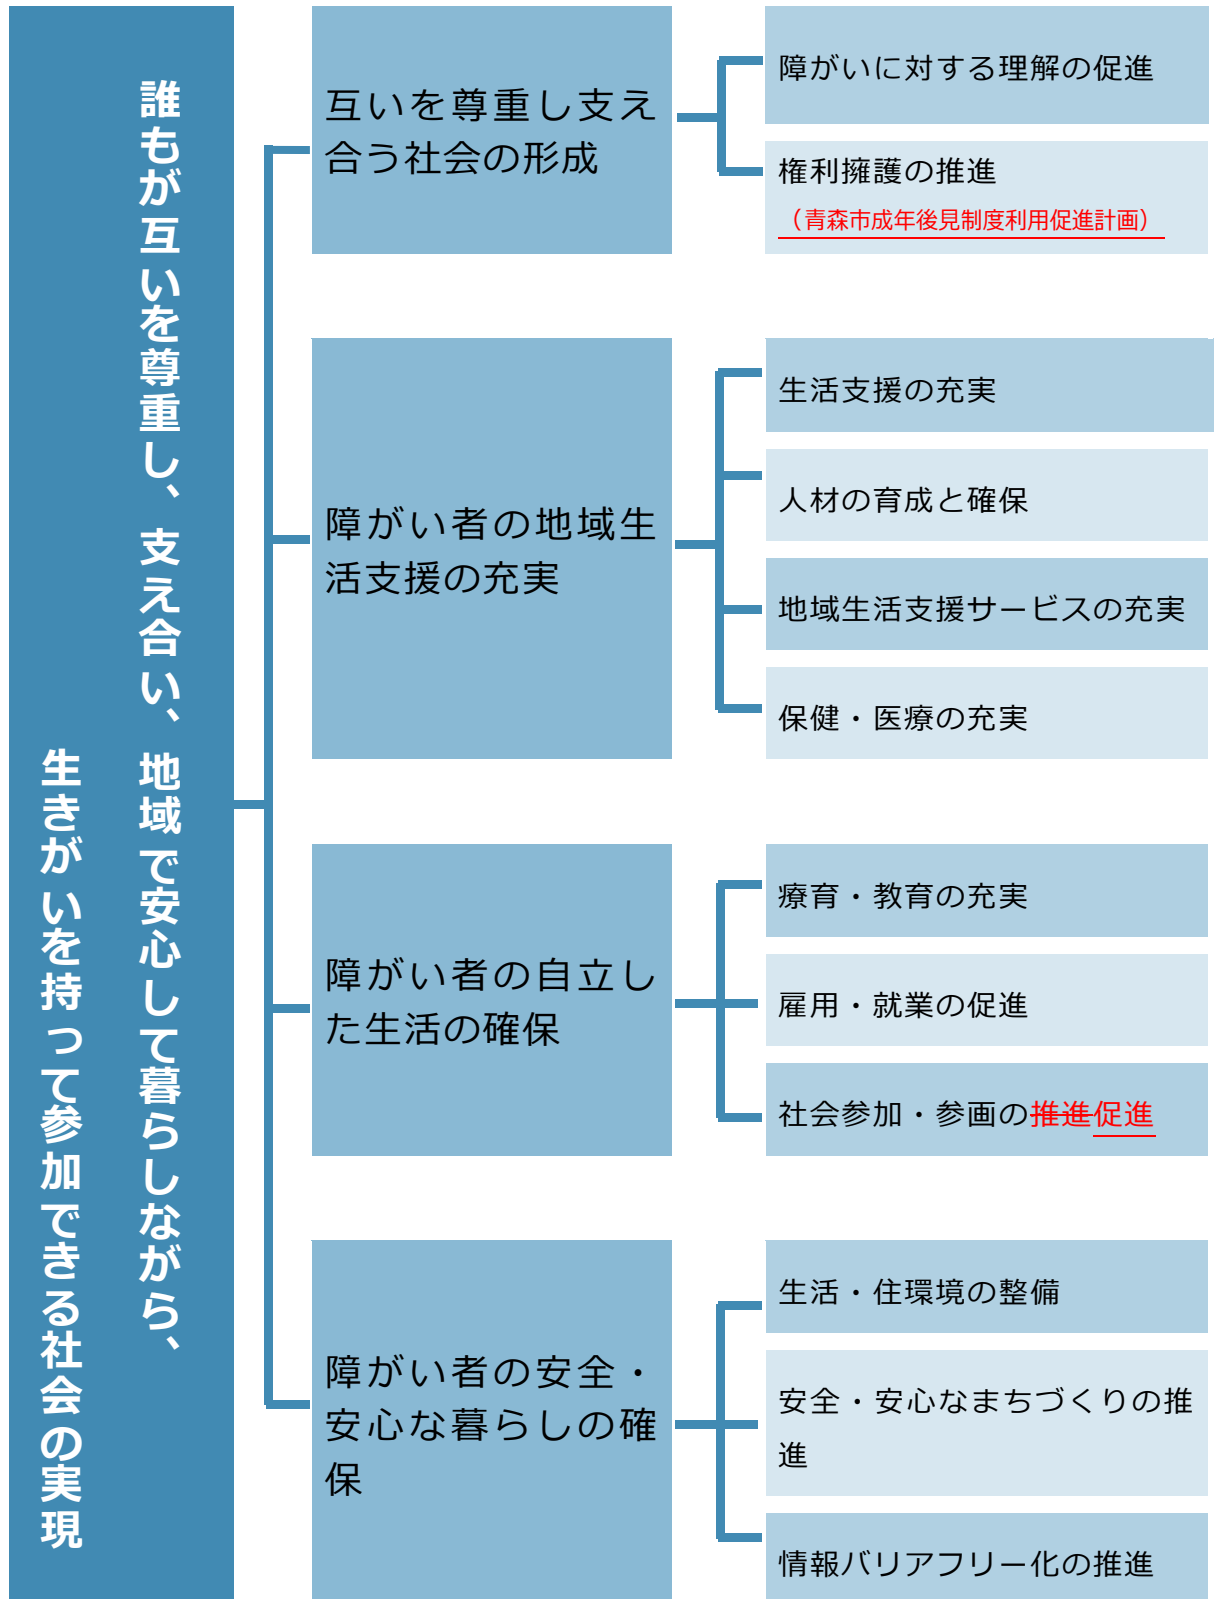 誰もが互いを尊重し、支え合い、地域で安心して暮らしながら、
生きがいを持って参加できる社会の実現
互いを尊重し支え
合う社会の形成
障がいに対する理解の促進
権利擁護の推進
（青森市成年後見制度利用促進計画）
障がい者の地域生
活支援の充実
生活支援の充実
人材の育成と確保
地域生活支援サービスの充実
保健・医療の充実
障がい者の自立し
た生活の確保
療育・教育の充実
雇用・就業の促進
社会参加・参画の推進促進
障がい者の安全・
安心な暮らしの確
保
生活・住環境の整備
安全・安心なまちづくりの推
進
情報バリアフリー化の推進